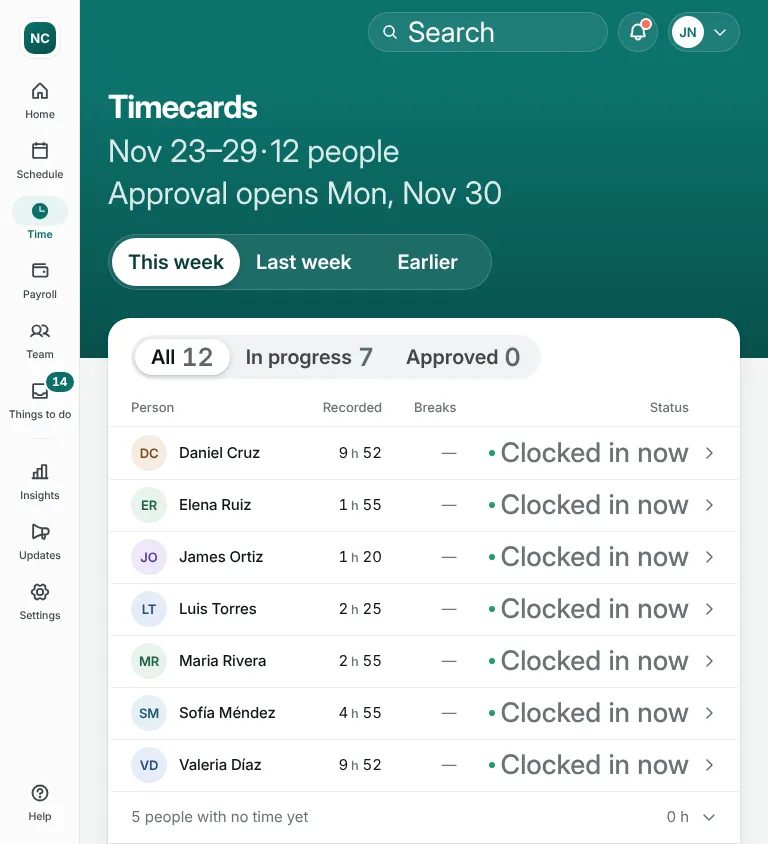 NC
Search
JN
Home
Schedule
Time
Payroll
Team
14
Things to do
Insights
Updates
Settings
Help
Timecards
Nov 23–29·12 people
Approval opens Mon, Nov 30
This week Last week Earlier
All 12 In progress 7 Approved 0
Person Recorded Breaks Status
DC Daniel Cruz 9 h 52 — • Clocked in now
ER Elena Ruiz 1 h 55 — • Clocked in now
JO James Ortiz 1 h 20 — • Clocked in now
LT Luis Torres 2 h 25 — • Clocked in now
MR Maria Rivera 2 h 55 — • Clocked in now
SM Sofía Méndez 4 h 55 — • Clocked in now
VD Valeria Díaz 9 h 52 — • Clocked in now
5 people with no time yet 0 h